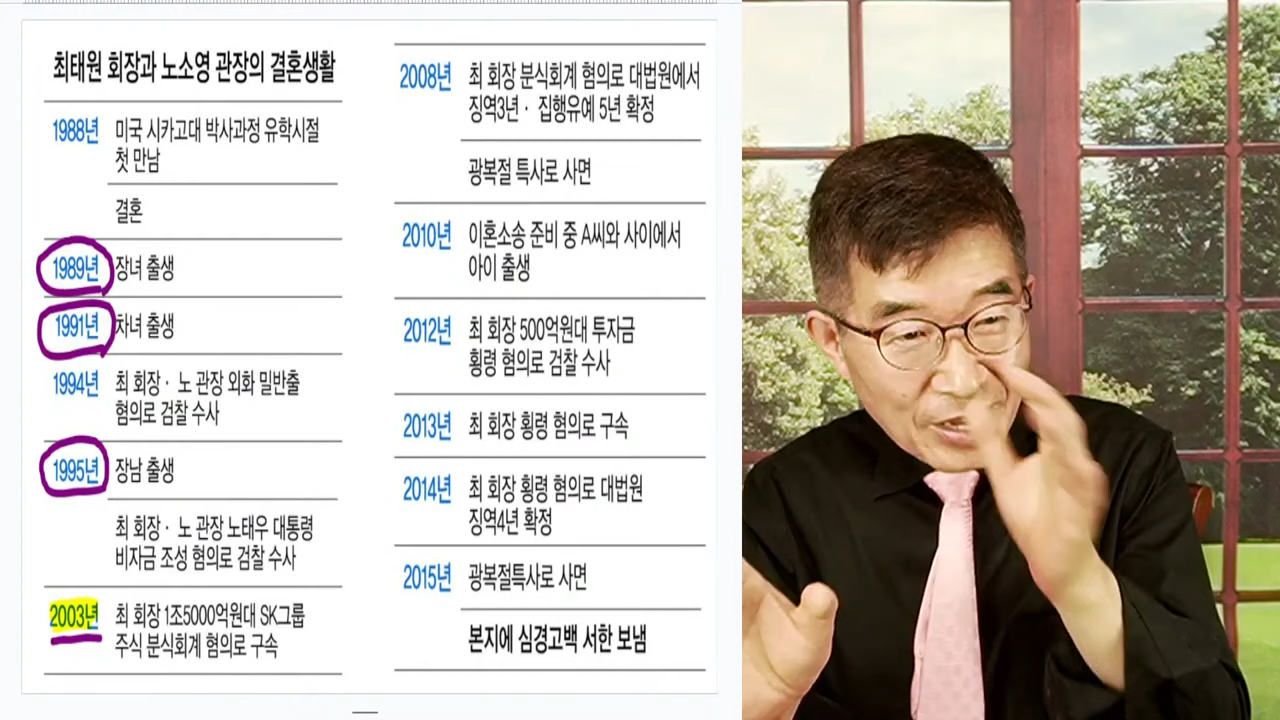 최태원 회장과 노소영 관장의 결혼생활
1988년 미국 시카고대 박사과정 유학시절
첫 만남
결혼
1989년 장녀 출생
1991년 차녀 출생
1994년 최 회장· 노 관장 외화 밀반출
혐의로 검찰 수사
1995년 장남 출생
최 회장· 노 관장 노태우 대통령
비자금 조성 혐의로 검찰 수사
2003년 최 회장 1조5000억원대 SK그룹
주식 분식회계 혐의로 구속
2008년 최 회장 분식회계 혐의로 대법원에서
징역3년· 집행유예 5년 확정
광복절 특사로 사면
2010년 이혼소송 준비 중 A씨와 사이에서
아이 출생
2012년 최 회장 500억원대 투자금
횡령 혐의로 검찰 수사
2013년 최 회장 횡령 혐의로 구속
2014년 최 회장 횡령 혐의로 대법원
징역4년 확정
2015년 광복절특사로 사면
본지에 심경고백 서한 보냄